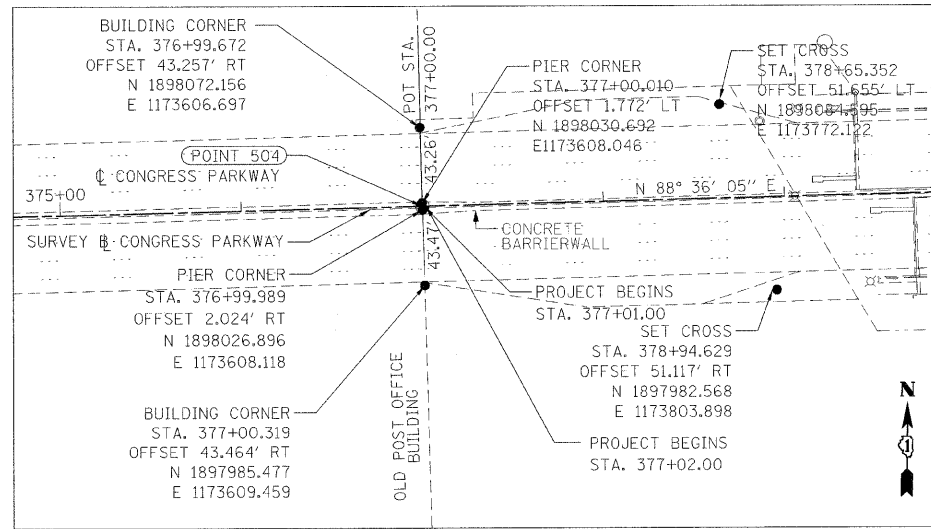 BUILDING CORNER
STA. 376+99.672
OFFSET 43.257' RT
N 1898072.156
E 1173606.697
POT STA.
377+00.00
43.26'
PIER CORNER
STA. 377+00.010
OFFSET 1.772' LT
N 1898030.692
E1173608.046
SET CROSS
STA. 378+65.352
OFFSET 51.655' LT
N 1898084.595
E 1173772.122
POINT 504
℄ CONGRESS PARKWAY
375+00
N 88° 36' 05" E
SURVEY ℄ CONGRESS PARKWAY
CONCRETE
BARRIERWALL
43.47'
PIER CORNER
STA. 376+99.989
OFFSET 2.024' RT
N 1898026.896
E 1173608.118
PROJECT BEGINS
STA. 377+01.00
SET CROSS
STA. 378+94.629
OFFSET 51.117' RT
N 1897982.568
E 1173803.898
BUILDING CORNER
STA. 377+00.319
OFFSET 43.464' RT
N 1897985.477
E 1173609.459
OLD POST OFFICE
BUILDING
PROJECT BEGINS
STA. 377+02.00
N
1